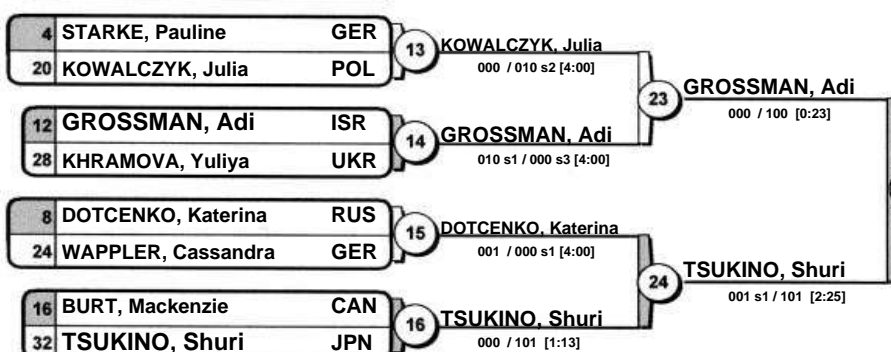 4 STARKE, Pauline GER
20 KOWALCZYK, Julia POL
13
KOWALCZYK, Julia
000 / 010 s2 [4:00]
12 GROSSMAN, Adi ISR
28 KHRAMOVA, Yuliya UKR
14
GROSSMAN, Adi
010 s1 / 000 s3 [4:00]
23
GROSSMAN, Adi
000 / 100 [0:23]
8 DOTCENKO, Katerina RUS
24 WAPPLER, Cassandra GER
15
DOTCENKO, Katerina
001 / 000 s1 [4:00]
16 BURT, Mackenzie CAN
32 TSUKINO, Shuri JPN
16
TSUKINO, Shuri
000 / 101 [1:13]
24
TSUKINO, Shuri
001 s1 / 101 [2:25]